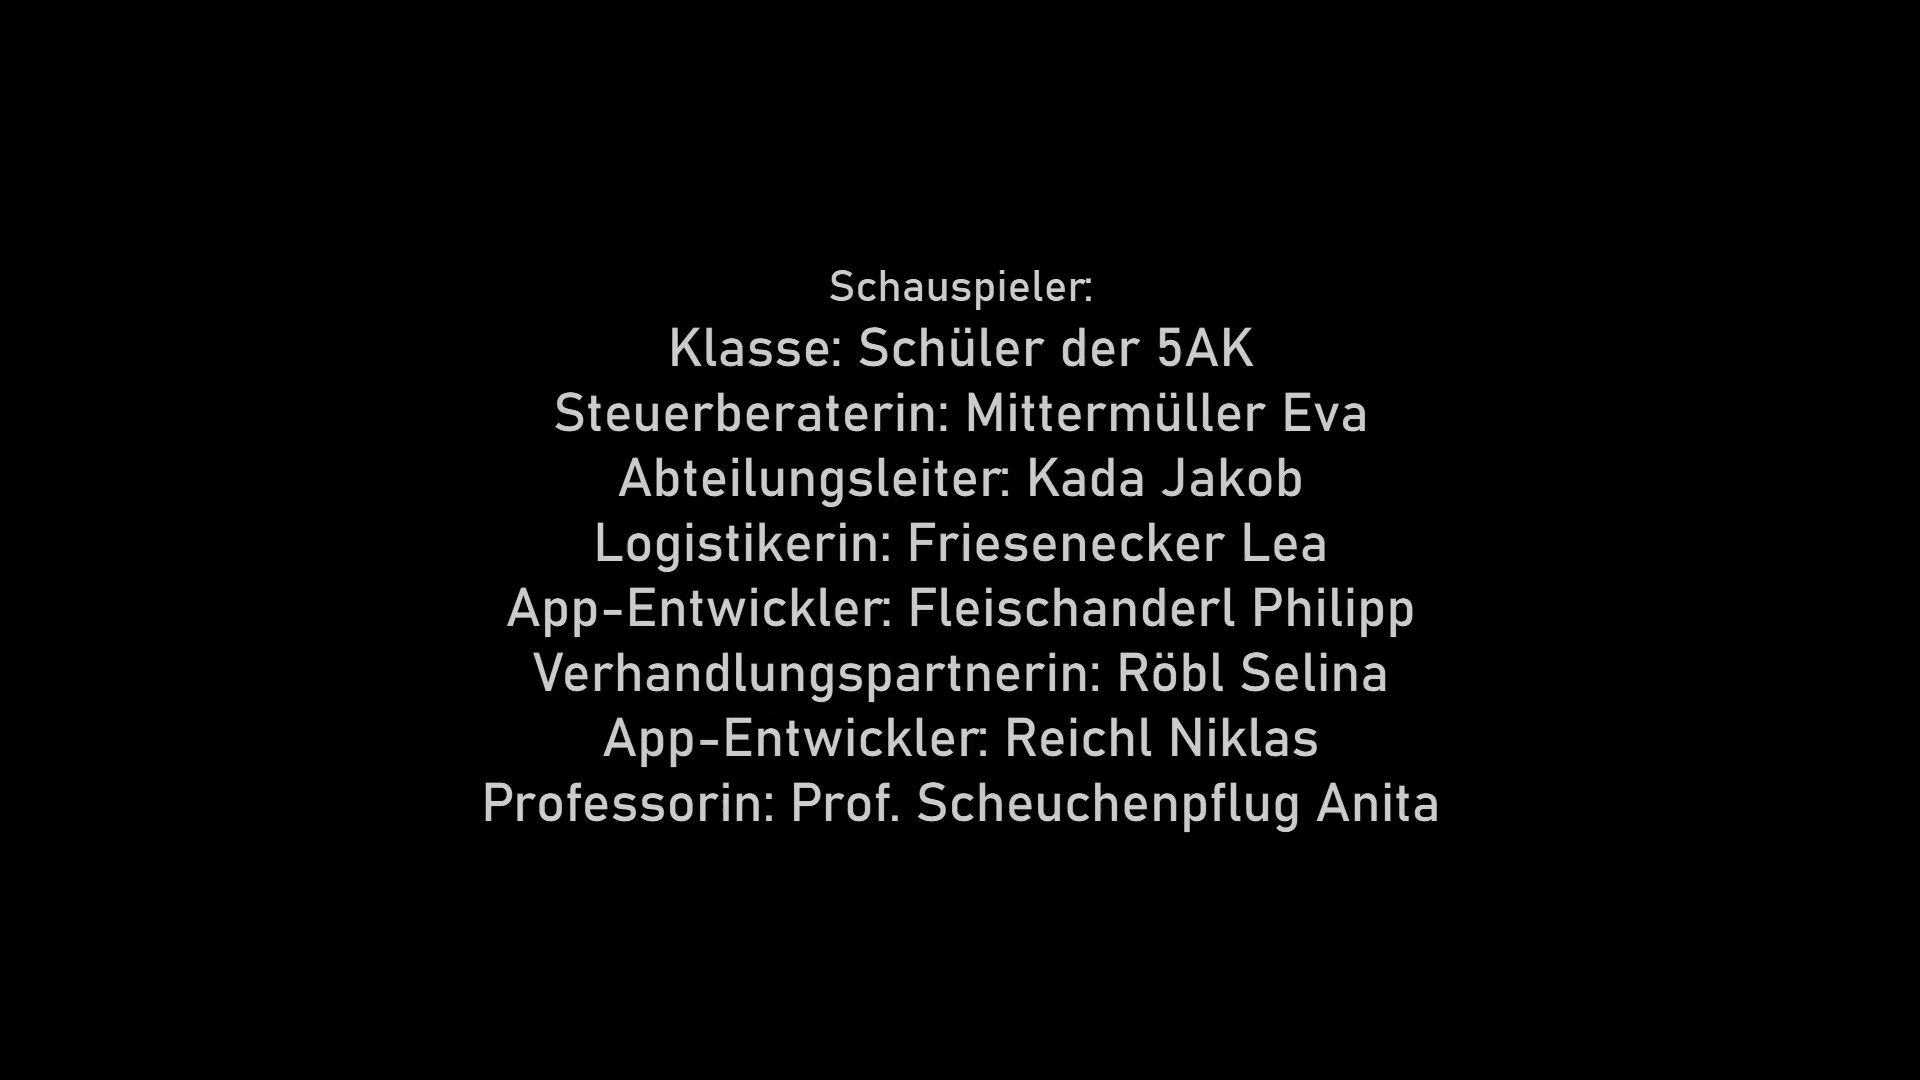 Schauspieler:
Klasse: Schüler der 5AK
Steuerberaterin: Mittermüller Eva
Abteilungsleiter: Kada Jakob
Logistikerin: Friesenecker Lea
App-Entwickler: Fleischanderl Philipp
Verhandlungspartnerin: Röbl Selina
App-Entwickler: Reichl Niklas
Professorin: Prof. Scheuchenpflug Anita